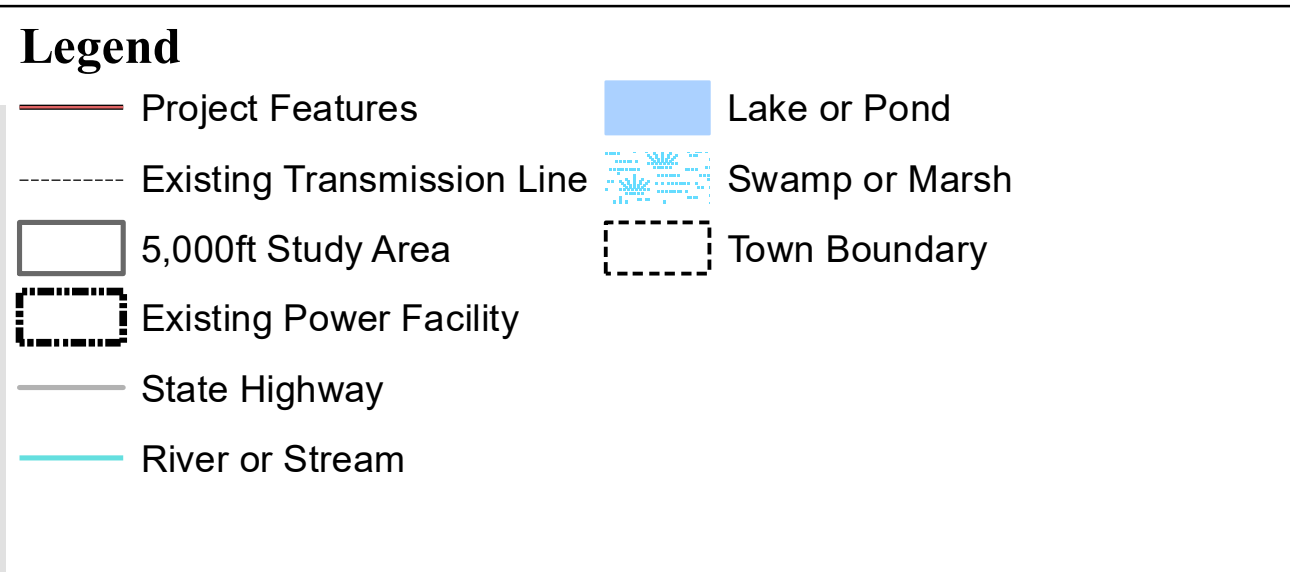 Legend
Project Features
Existing Transmission Line
5,000ft Study Area
Existing Power Facility
State Highway
River or Stream
Lake or Pond
Swamp or Marsh
Town Boundary